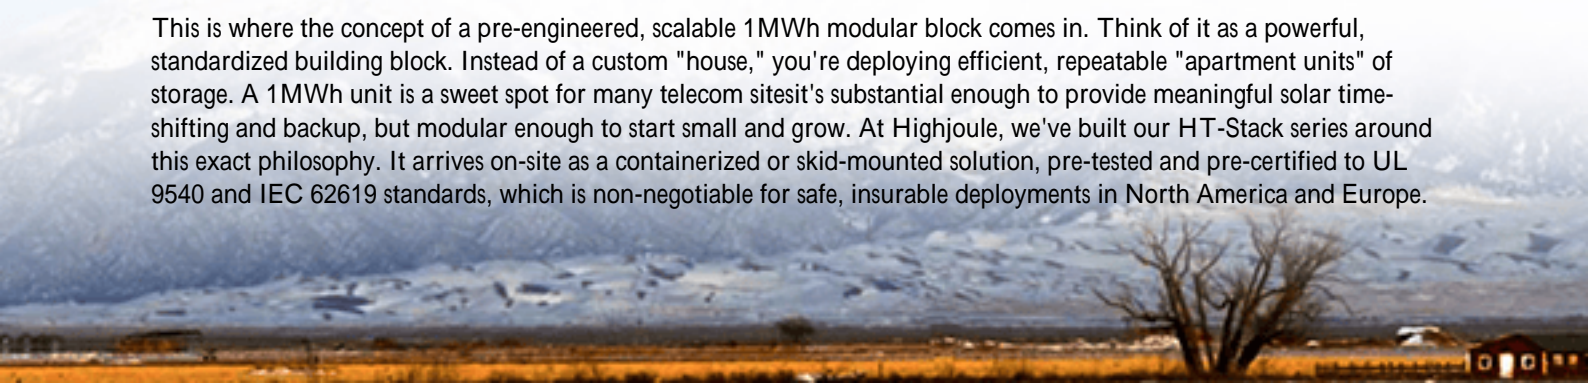 This is where the concept of a pre-engineered, scalable 1MWh modular block comes in. Think of it as a powerful,
standardized building block. Instead of a custom "house," you're deploying efficient, repeatable "apartment units" of
storage. A 1MWh unit is a sweet spot for many telecom sitesit's substantial enough to provide meaningful solar time-
shifting and backup, but modular enough to start small and grow. At Highjoule, we've built our HT-Stack series around
this exact philosophy. It arrives on-site as a containerized or skid-mounted solution, pre-tested and pre-certified to UL
9540 and IEC 62619 standards, which is non-negotiable for safe, insurable deployments in North America and Europe.